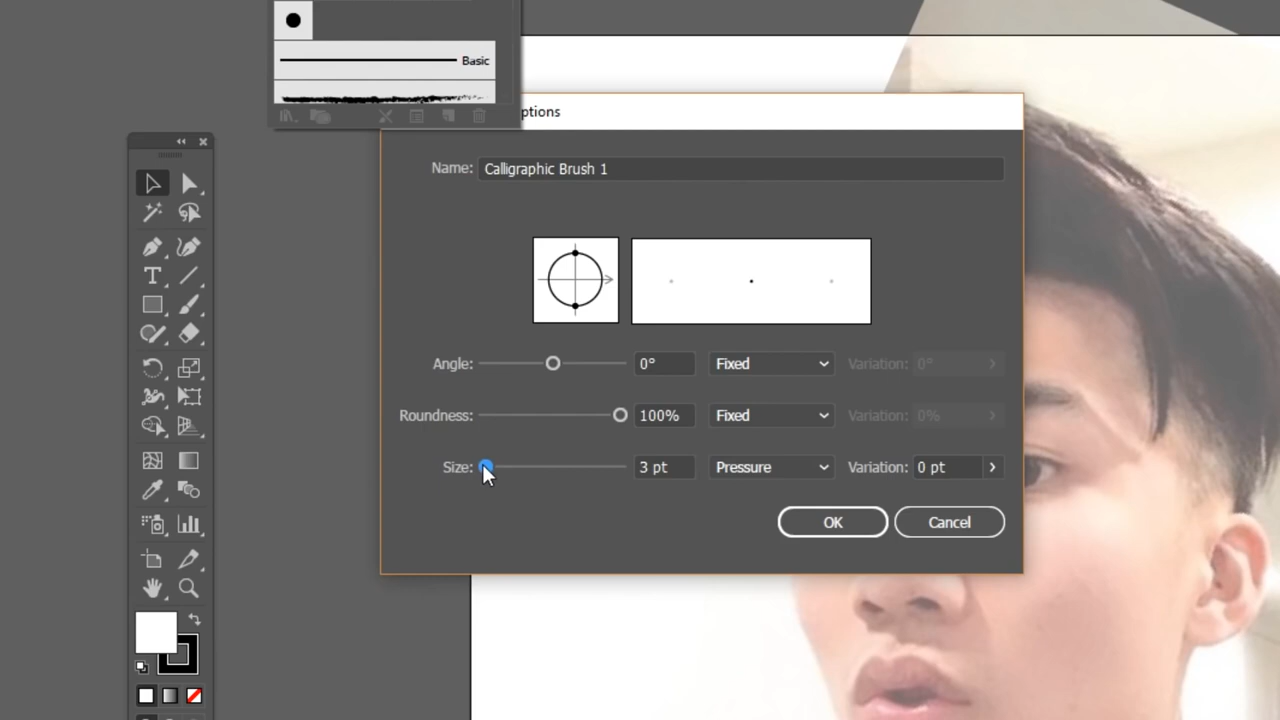 Basic
ptions
Name: Calligraphic Brush 1
Angle: 0° Fixed Variation: 0°
Roundness: 100% Fixed Variation: 0%
Size: 3 pt Pressure Variation: 0 pt
OK Cancel
T